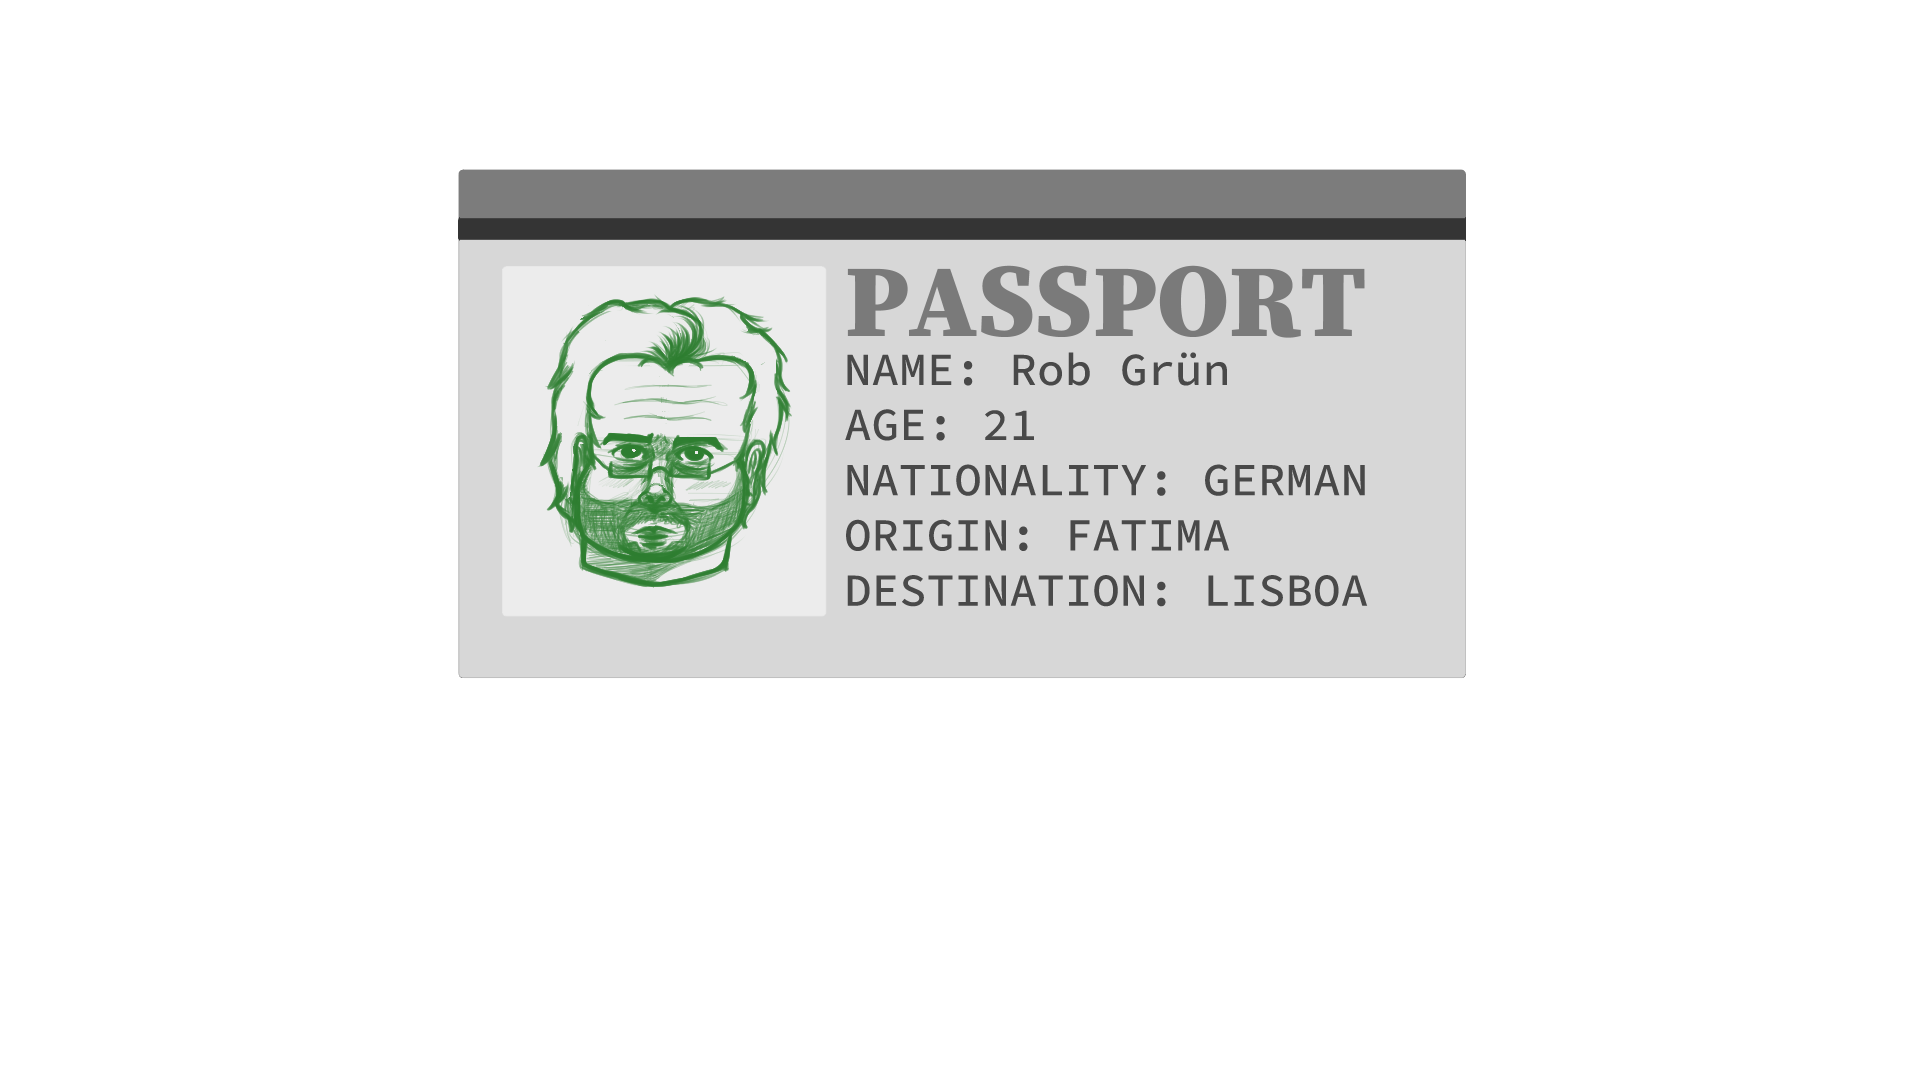 PASSPORT
NAME: Rob Grün
AGE: 21
NATIONALITY: GERMAN
ORIGIN: FATIMA
DESTINATION: LISBOA